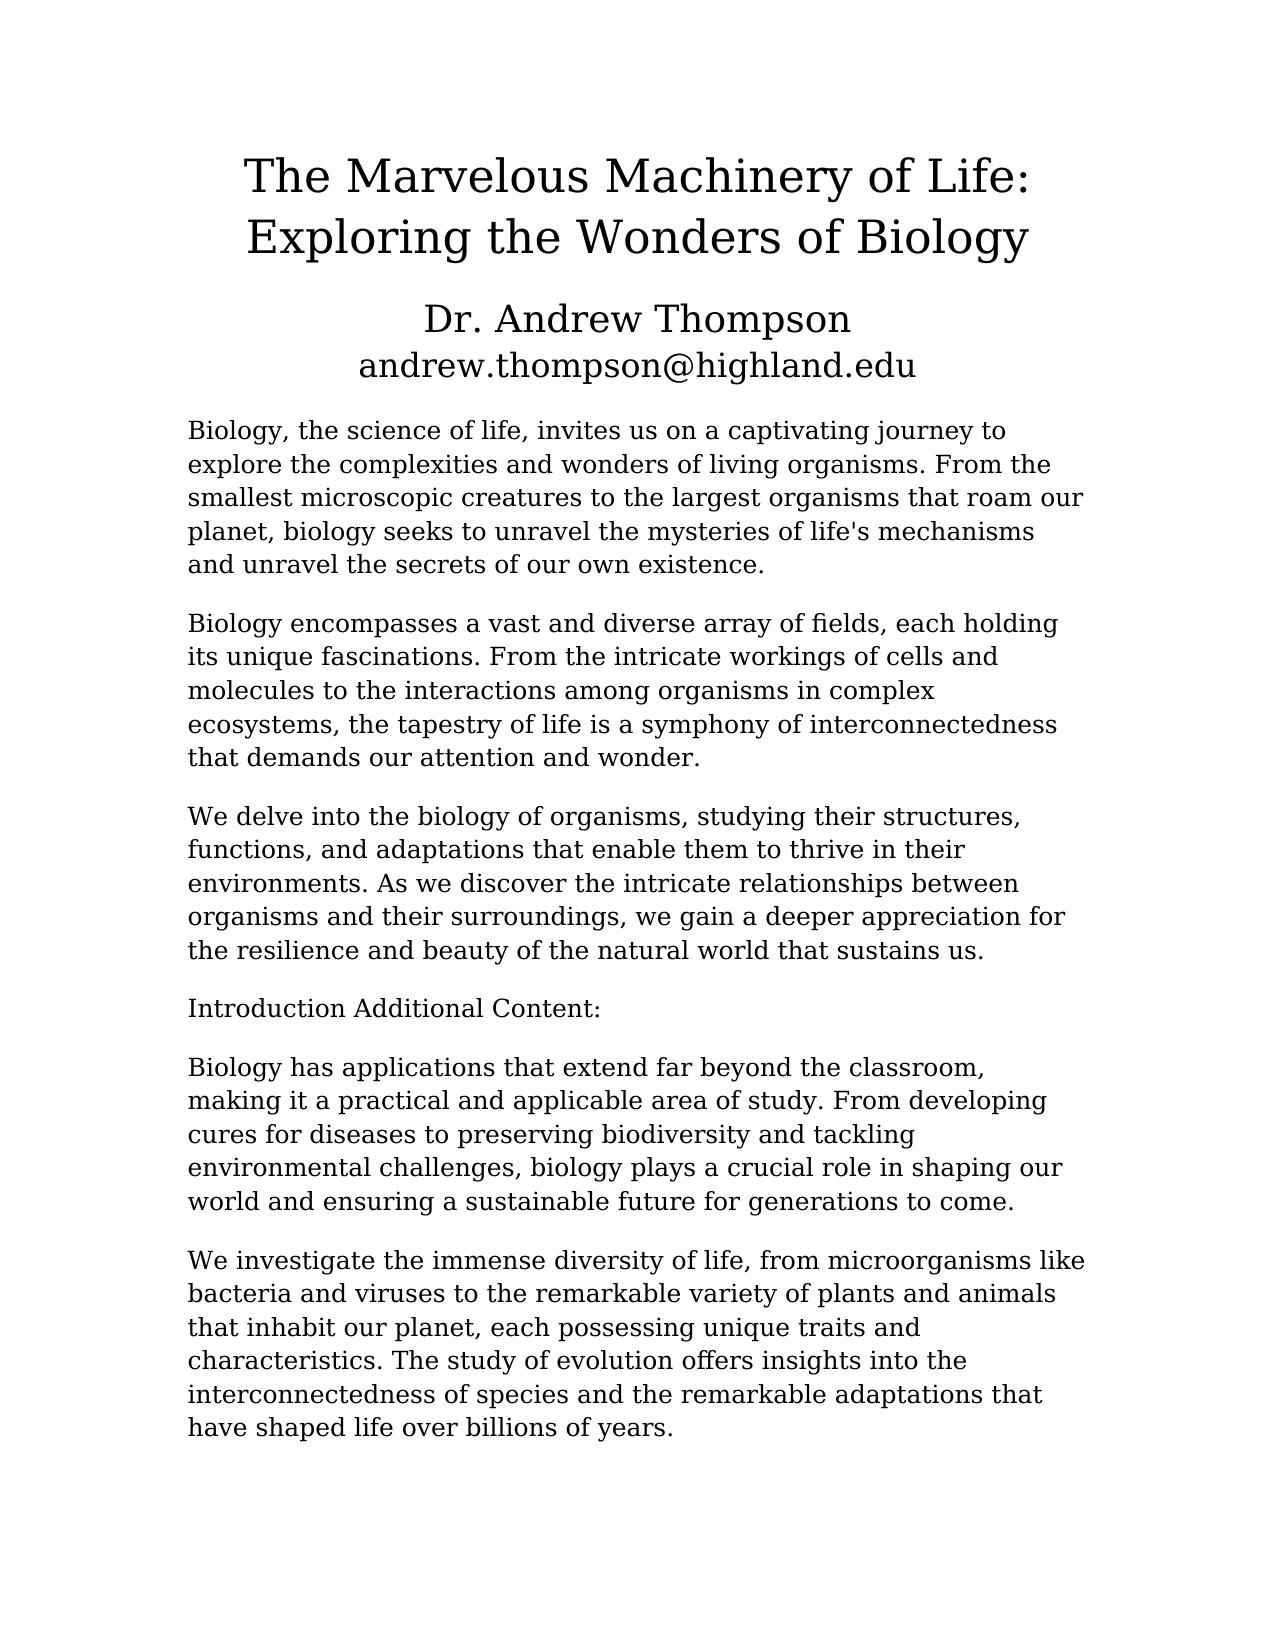 The Marvelous Machinery of Life:
Exploring the Wonders of Biology
Dr. Andrew Thompson
andrew.thompson@highland.edu
Biology, the science of life, invites us on a captivating journey to
explore the complexities and wonders of living organisms. From the
smallest microscopic creatures to the largest organisms that roam our
planet, biology seeks to unravel the mysteries of life's mechanisms
and unravel the secrets of our own existence.
Biology encompasses a vast and diverse array of fields, each holding
its unique fascinations. From the intricate workings of cells and
molecules to the interactions among organisms in complex
ecosystems, the tapestry of life is a symphony of interconnectedness
that demands our attention and wonder.
We delve into the biology of organisms, studying their structures,
functions, and adaptations that enable them to thrive in their
environments. As we discover the intricate relationships between
organisms and their surroundings, we gain a deeper appreciation for
the resilience and beauty of the natural world that sustains us.
Introduction Additional Content:
Biology has applications that extend far beyond the classroom,
making it a practical and applicable area of study. From developing
cures for diseases to preserving biodiversity and tackling
environmental challenges, biology plays a crucial role in shaping our
world and ensuring a sustainable future for generations to come.
We investigate the immense diversity of life, from microorganisms like
bacteria and viruses to the remarkable variety of plants and animals
that inhabit our planet, each possessing unique traits and
characteristics. The study of evolution offers insights into the
interconnectedness of species and the remarkable adaptations that
have shaped life over billions of years.